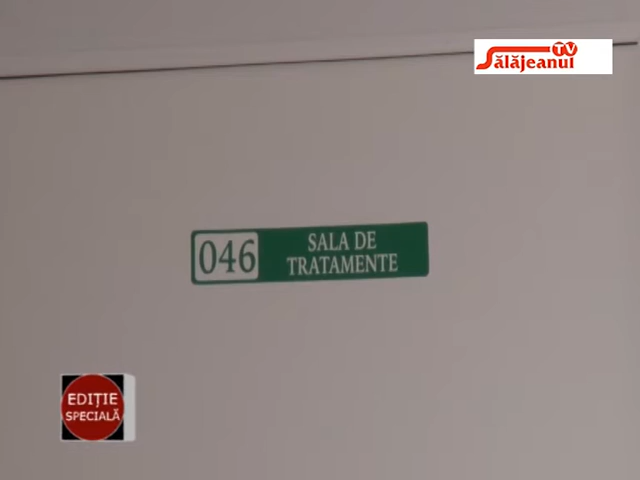 TV
Sălăjeanul
046
SALA DE
TRATAMENTE
EDIȚIE
SPECIALĂ